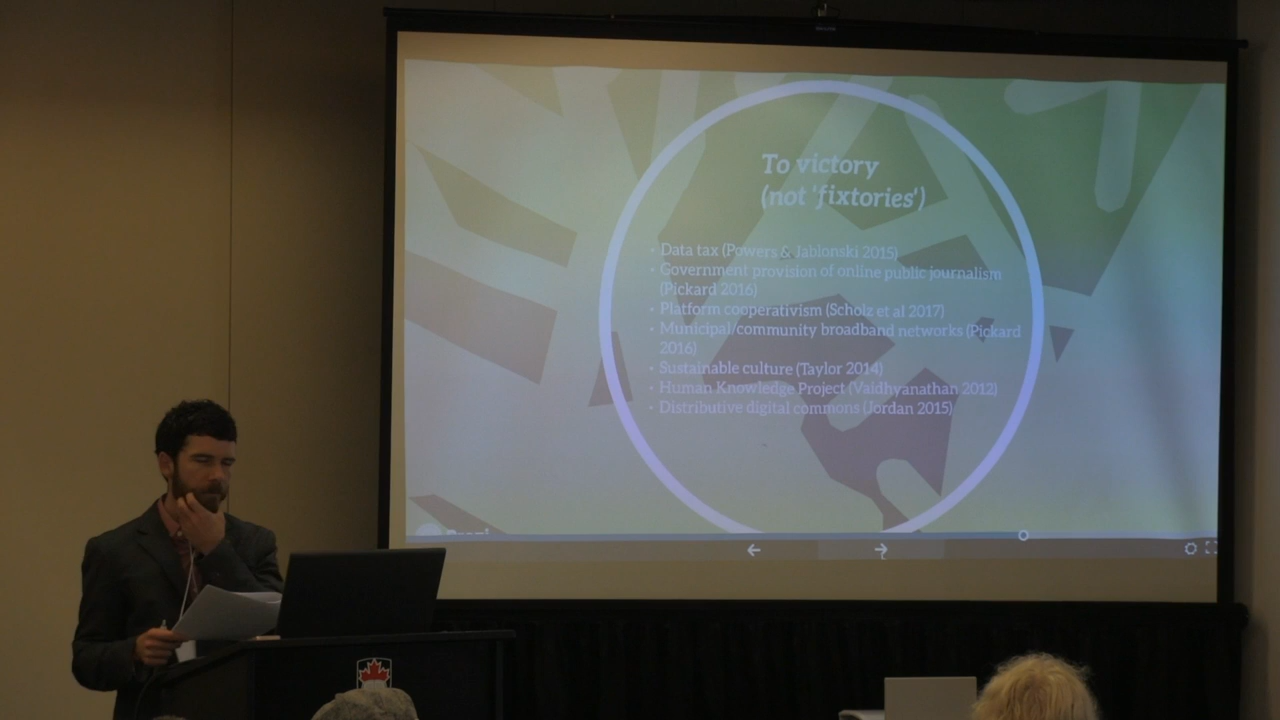 To victory
(not 'fixtories')
• Data tax (Powers & Jablonski 2015)
• Government provision of online public journalism
(Pickard 2016)
• Platform cooperativism (Scholz et al 2017)
• Municipal/community broadband networks (Pickard
2016)
• Sustainable culture (Taylor 2014)
• Human Knowledge Project (Vaidhyanathan 2012)
• Distributive digital commons (Jordan 2015)